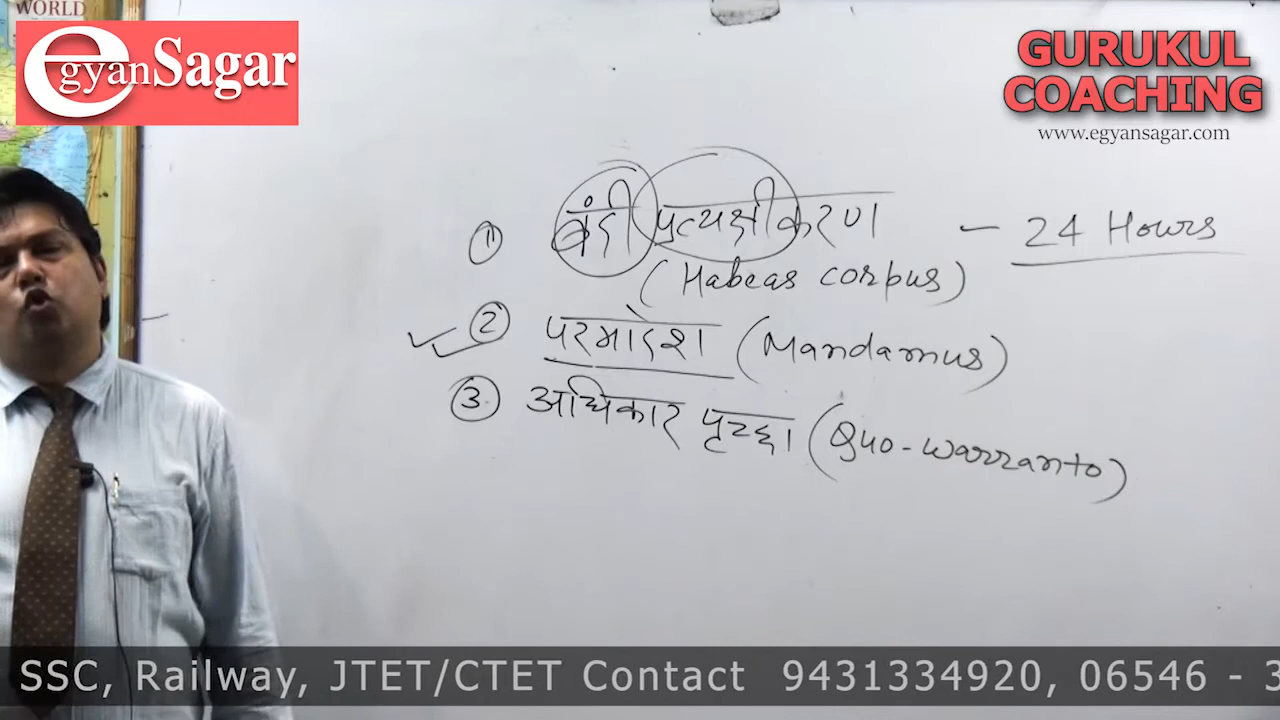 WORLD
egyanSagar
GURUKUL
COACHING
www.egyansagar.com
① बंदी प्रत्यक्षीकरण — 24 Hours
(Habeas corpus)
② परमादेश (Mandamus)
③ अधिकार पृच्छा (Quo-warranto)
SSC, Railway, JTET/CTET Contact 9431334920, 06546 - 3